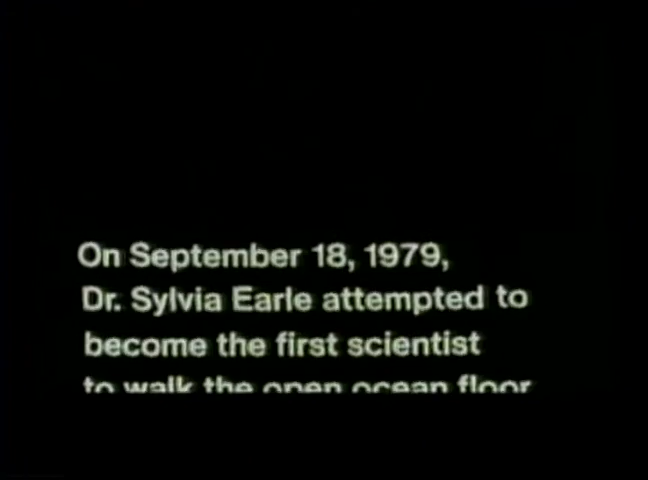 On September 18, 1979,
Dr. Sylvia Earle attempted to
become the first scientist
to walk the open ocean floor